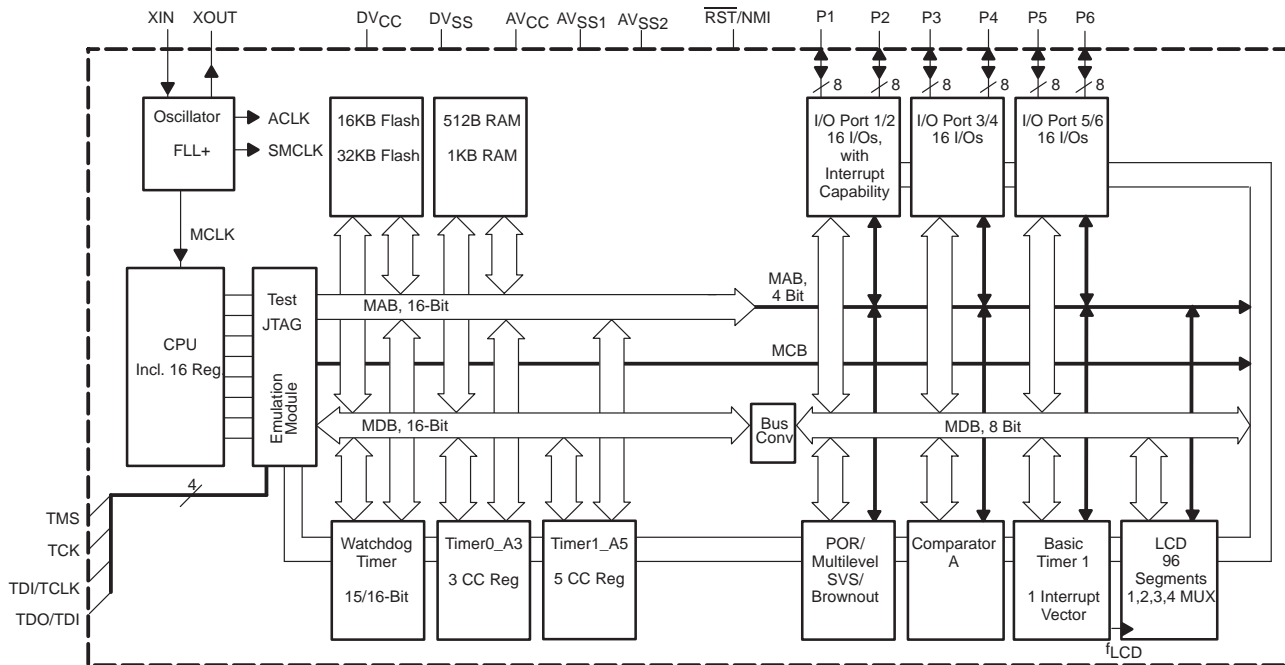 XIN
XOUT
DVCC
DVSS
AVCC
AVSS1
AVSS2
RST/NMI
P1
P2
P3
P4
P5
P6
8
8
8
8
8
8
Oscillator
FLL+
ACLK
SMCLK
16KB Flash
32KB Flash
512B RAM
1KB RAM
I/O Port 1/2
16 I/Os,
with
Interrupt
Capability
I/O Port 3/4
16 I/Os
I/O Port 5/6
16 I/Os
MCLK
CPU
Incl. 16 Reg.
Test
JTAG
Emulation
Module
MAB, 16-Bit
MAB,
4 Bit
MCB
MDB, 16-Bit
Bus
Conv
MDB, 8 Bit
4
TMS
TCK
TDI/TCLK
TDO/TDI
Watchdog
Timer
15/16-Bit
Timer0_A3
3 CC Reg
Timer1_A5
5 CC Reg
POR/
Multilevel
SVS/
Brownout
Comparator
A
Basic
Timer 1
1 Interrupt
Vector
LCD
96
Segments
1,2,3,4 MUX
fLCD